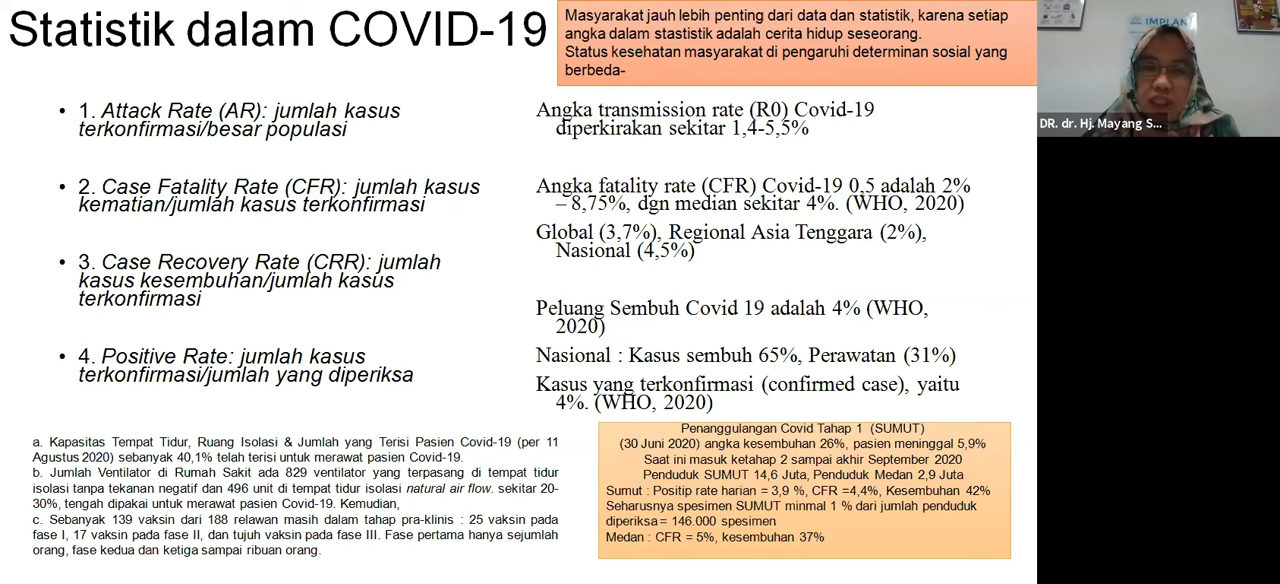 Statistik dalam COVID-19
Masyarakat jauh lebih penting dari data dan statistik, karena setiap
angka dalam stastistik adalah cerita hidup seseorang.
Status kesehatan masyarakat di pengaruhi determinan sosial yang
berbeda-
• 1. Attack Rate (AR): jumlah kasus
terkonfirmasi/besar populasi
• 2. Case Fatality Rate (CFR): jumlah kasus
kematian/jumlah kasus terkonfirmasi
• 3. Case Recovery Rate (CRR): jumlah
kasus kesembuhan/jumlah kasus
terkonfirmasi
• 4. Positive Rate: jumlah kasus
terkonfirmasi/jumlah yang diperiksa
Angka transmission rate (R0) Covid-19
diperkirakan sekitar 1,4-5,5%
Angka fatality rate (CFR) Covid-19 0,5 adalah 2%
– 8,75%, dgn median sekitar 4%. (WHO, 2020)
Global (3,7%), Regional Asia Tenggara (2%),
Nasional (4,5%)
Peluang Sembuh Covid 19 adalah 4% (WHO,
2020)
Nasional : Kasus sembuh 65%, Perawatan (31%)
Kasus yang terkonfirmasi (confirmed case), yaitu
4%. (WHO, 2020)
a. Kapasitas Tempat Tidur, Ruang Isolasi & Jumlah yang Terisi Pasien Covid-19 (per 11
Agustus 2020) sebanyak 40,1% telah terisi untuk merawat pasien Covid-19.
b. Jumlah Ventilator di Rumah Sakit ada 829 ventilator yang terpasang di tempat tidur
isolasi tanpa tekanan negatif dan 496 unit di tempat tidur isolasi natural air flow. sekitar 20-
30%, tengah dipakai untuk merawat pasien Covid-19. Kemudian,
c. Sebanyak 139 vaksin dari 188 relawan masih dalam tahap pra-klinis : 25 vaksin pada
fase I, 17 vaksin pada fase II, dan tujuh vaksin pada fase III. Fase pertama hanya sejumlah
orang, fase kedua dan ketiga sampai ribuan orang.
Penanggulangan Covid Tahap 1 (SUMUT)
(30 Juni 2020) angka kesembuhan 26%, pasien meninggal 5,9%
Saat ini masuk ketahap 2 sampai akhir September 2020
Penduduk SUMUT 14,6 Juta, Penduduk Medan 2,9 Juta
Sumut : Positip rate harian = 3,9 %, CFR =4,4%, Kesembuhan 42%
Seharusnya spesimen SUMUT minmal 1 % dari jumlah penduduk
diperiksa = 146.000 spesimen
Medan : CFR = 5%, kesembuhan 37%
IMPLAN
DR. dr. Hj. Mayang S...